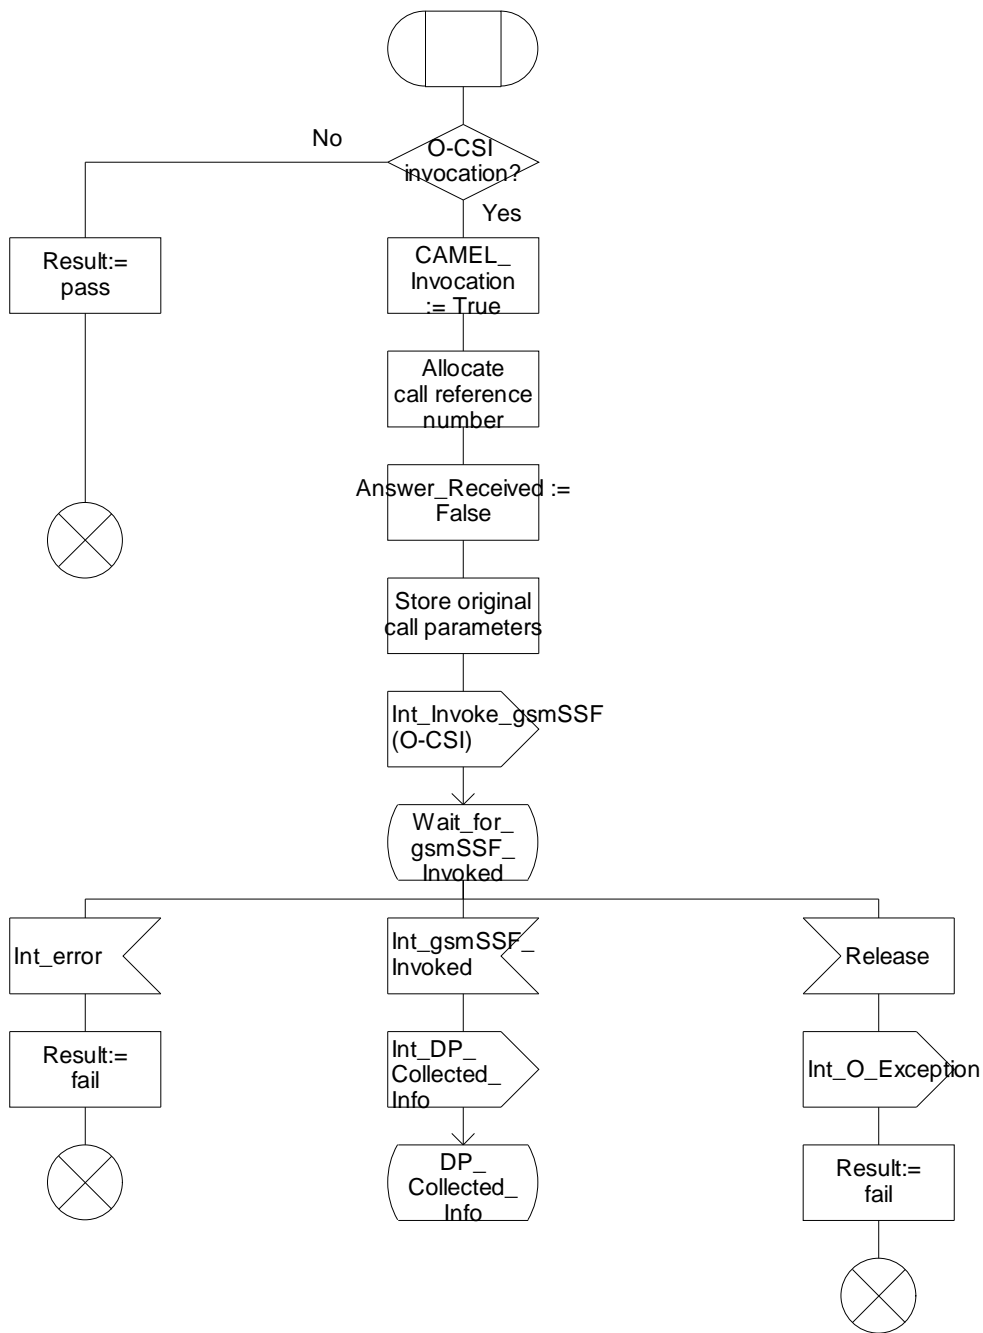 No
O-CSI
invocation?
Yes
Result:=
pass
CAMEL_
Invocation
:= True
Allocate
call reference
number
Answer_Received :=
False
Store original
call parameters
Int_Invoke_gsmSSF
(O-CSI)
Wait_for_
gsmSSF_
Invoked
Int_error
Int_gsmSSF_
Invoked
Release
Result:=
fail
Int_DP_
Collected_
Info
Int_O_Exception
DP_
Collected_
Info
Result:=
fail